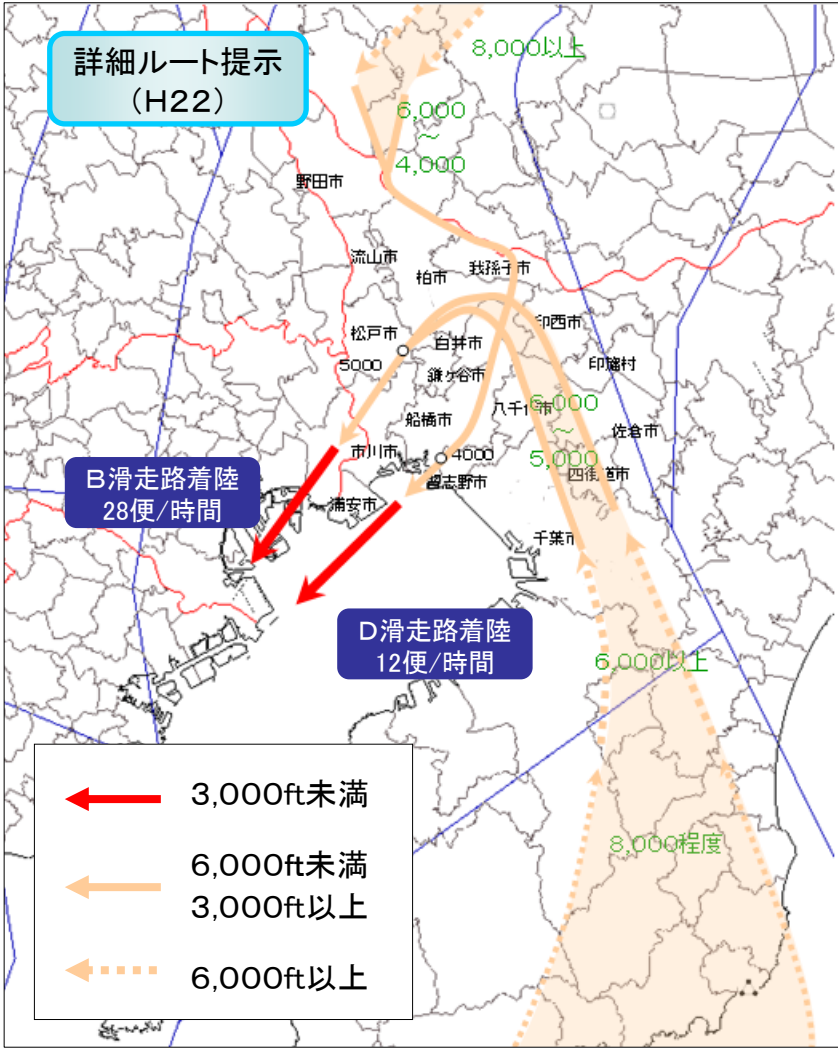 詳細ルート提示
（H22）
8,000以上
6,000
～
4,000
野田市
流山市
柏市
我孫子市
松戸市
白井市
印西市
5000
鎌ヶ谷市
印旛村
船橋市
八千代市
6,000
～
5,000
佐倉市
市川市
4000
四街道市
習志野市
浦安市
千葉市
B滑走路着陸
28便/時間
D滑走路着陸
12便/時間
6,000以上
8,000程度
3,000ft未満
6,000ft未満
3,000ft以上
6,000ft以上